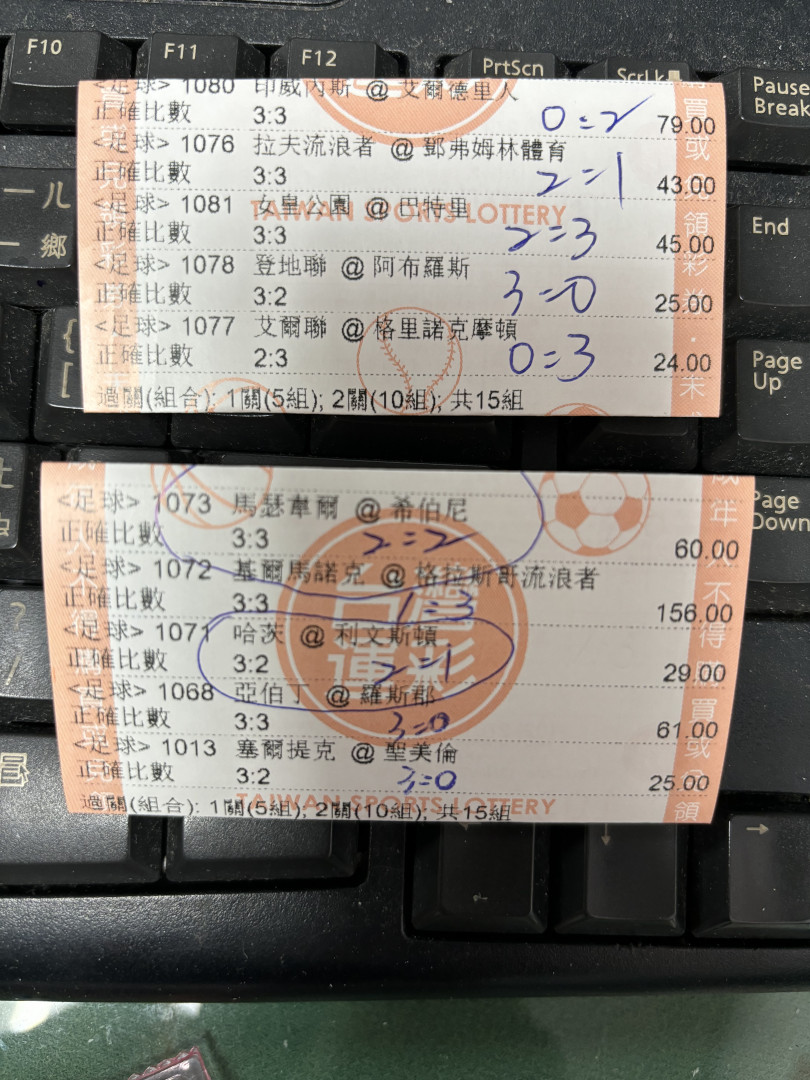 F10
F11
F12
PrtScn
ScrLk
Pause
Break
<足球> 1080 印威內斯 @ 艾爾德里人
正確比數 3:3 0=2 79.00
<足球> 1076 拉夫流浪者 @ 鄧弗姆林體育
正確比數 3:3 2=1 43.00
<足球> 1081 女皇公園 @ 巴特里
TAIWAN SPORTS LOTTERY
正確比數 3:3 2=3 45.00
<足球> 1078 登地聯 @ 阿布羅斯
正確比數 3:2 3=0 25.00
<足球> 1077 艾爾聯 @ 格里諾克摩頓
正確比數 2:3 0=3 24.00
過關(組合): 1關(5組); 2關(10組); 共15組
End
Page
Up
鄉
<足球> 1073 馬瑟韋爾 @ 希伯尼
正確比數 3:3 2=2 60.00
<足球> 1072 基爾馬諾克 @ 格拉斯哥流浪者
正確比數 3:3 1=3 156.00
<足球> 1071 哈茨 @ 利文斯頓
正確比數 3:2 2=1 29.00
<足球> 1068 亞伯丁 @ 羅斯郡
正確比數 3:3 3=0 61.00
<足球> 1013 塞爾提克 @ 聖美倫
正確比數 3:2 3=0 25.00
過關(組合): 1關(5組); 2關(10組); 共15組
TAIWAN SPORTS LOTTERY
台灣運彩
Page
Down